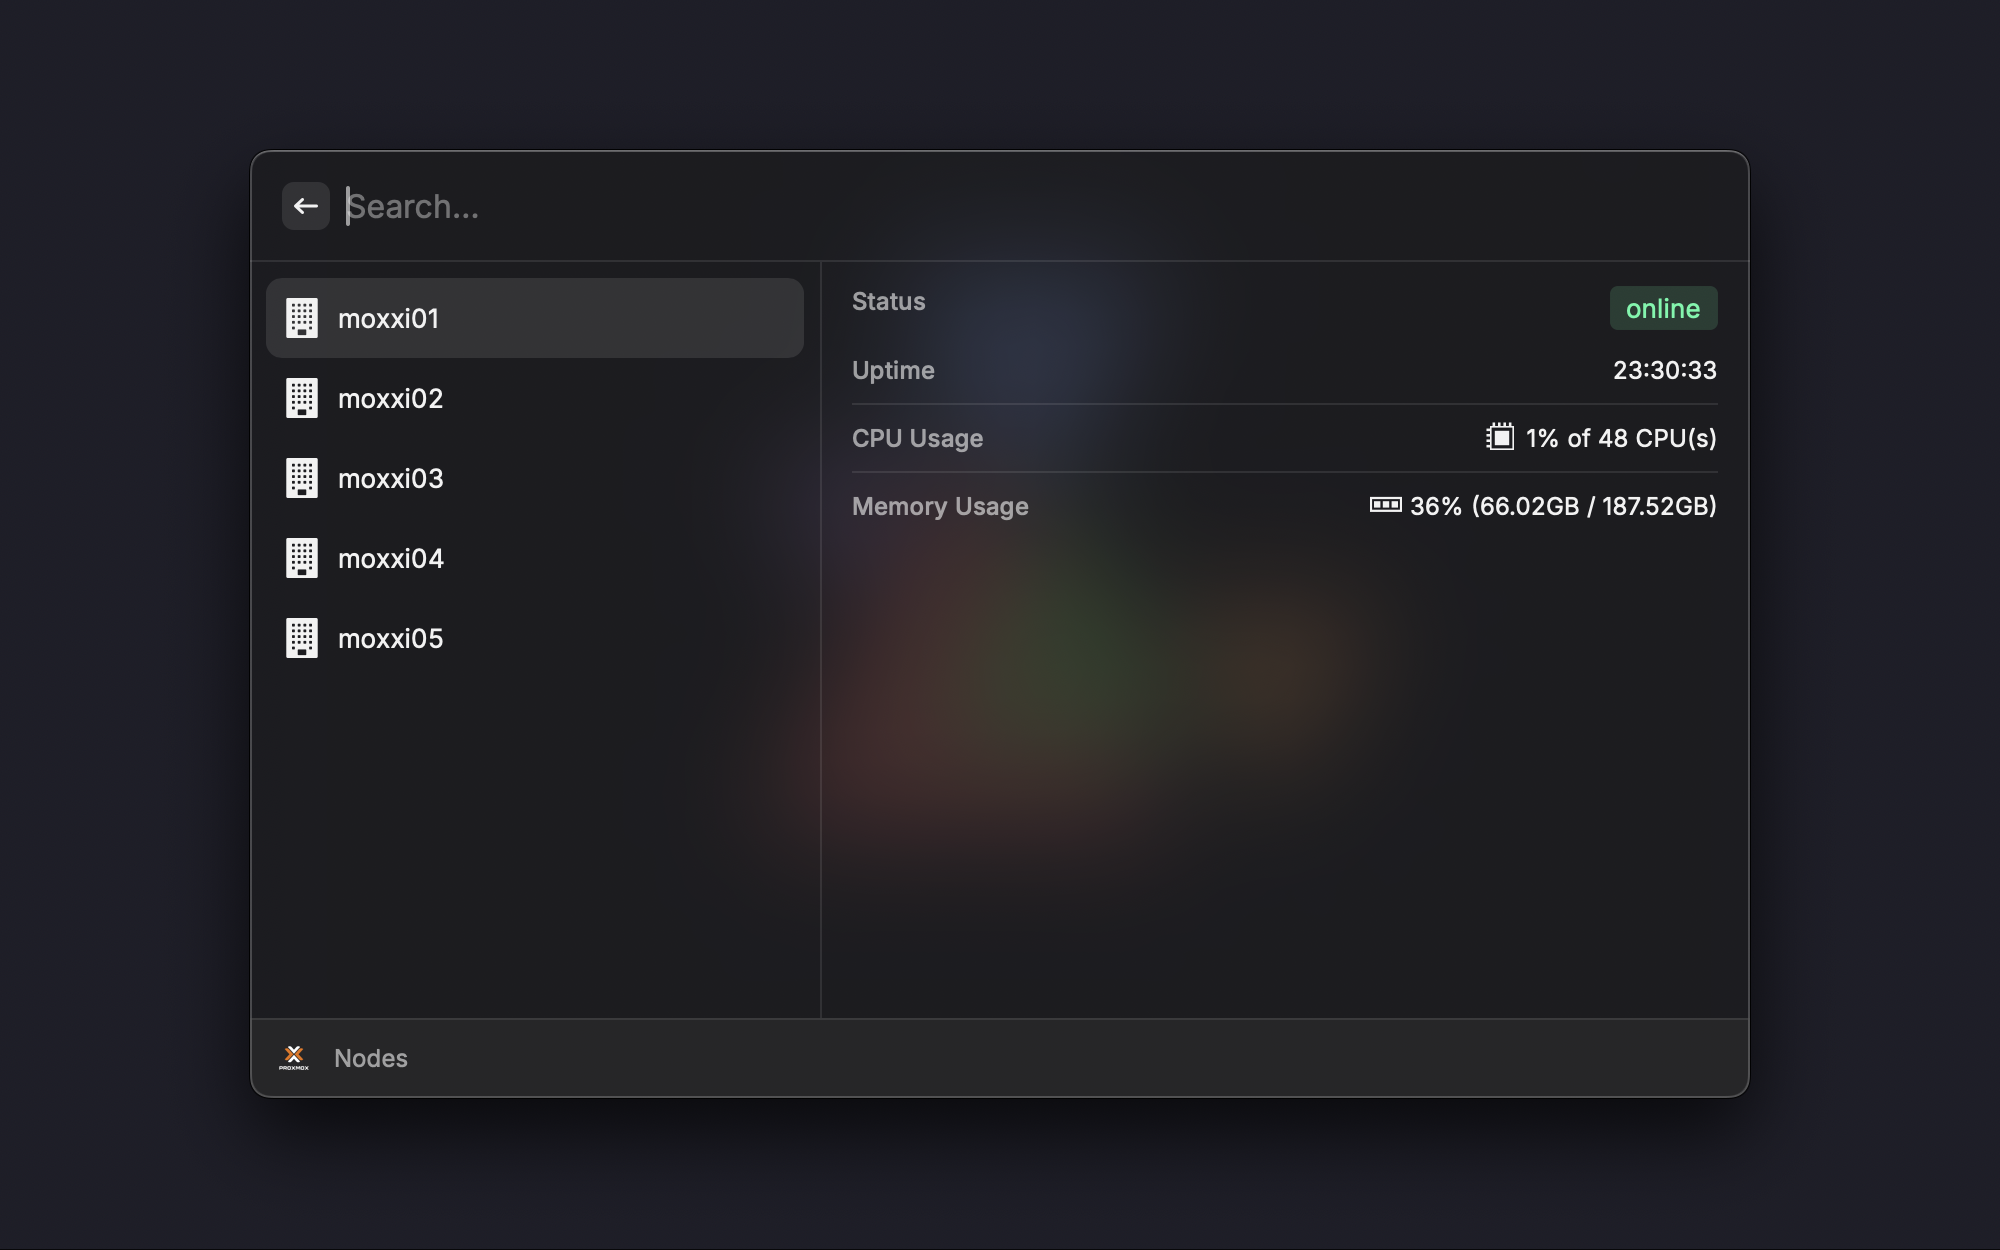 Search...
moxxi01
moxxi02
moxxi03
moxxi04
moxxi05
Status
online
Uptime
23:30:33
CPU Usage
1% of 48 CPU(s)
Memory Usage
36% (66.02GB / 187.52GB)
PROXMOX
Nodes